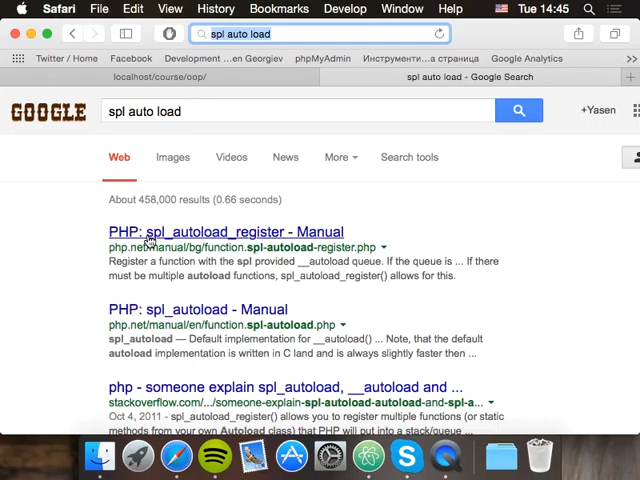 Safari File Edit View History Bookmarks Develop Window Help Tue 14:45
spl auto load
Twitter / Home Facebook Development ...en Georgiev phpMyAdmin Инструменти...а страница Google Analytics >>
localhost/course/oop/ spl auto load - Google Search +
GOOGLE spl auto load +Yasen
Web Images Videos News More Search tools
About 458,000 results (0.66 seconds)
PHP: spl_autoload_register - Manual
php.net/manual/bg/function.spl-autoload-register.php
Register a function with the spl provided __autoload queue. If the queue is ... If there
must be multiple autoload functions, spl_autoload_register() allows for this.
PHP: spl_autoload - Manual
php.net/manual/en/function.spl-autoload.php
spl_autoload — Default implementation for __autoload() ... Note, that the default
autoload implementation is written in C land and is always slightly faster then ...
php - someone explain spl_autoload, __autoload and ...
stackoverflow.com/.../someone-explain-spl-autoload-autoload-and-spl-a...
Oct 4, 2011 - spl_autoload_register() allows you to register multiple functions (or static
methods from your own Autoload class) that PHP will put into a stack/queue ...